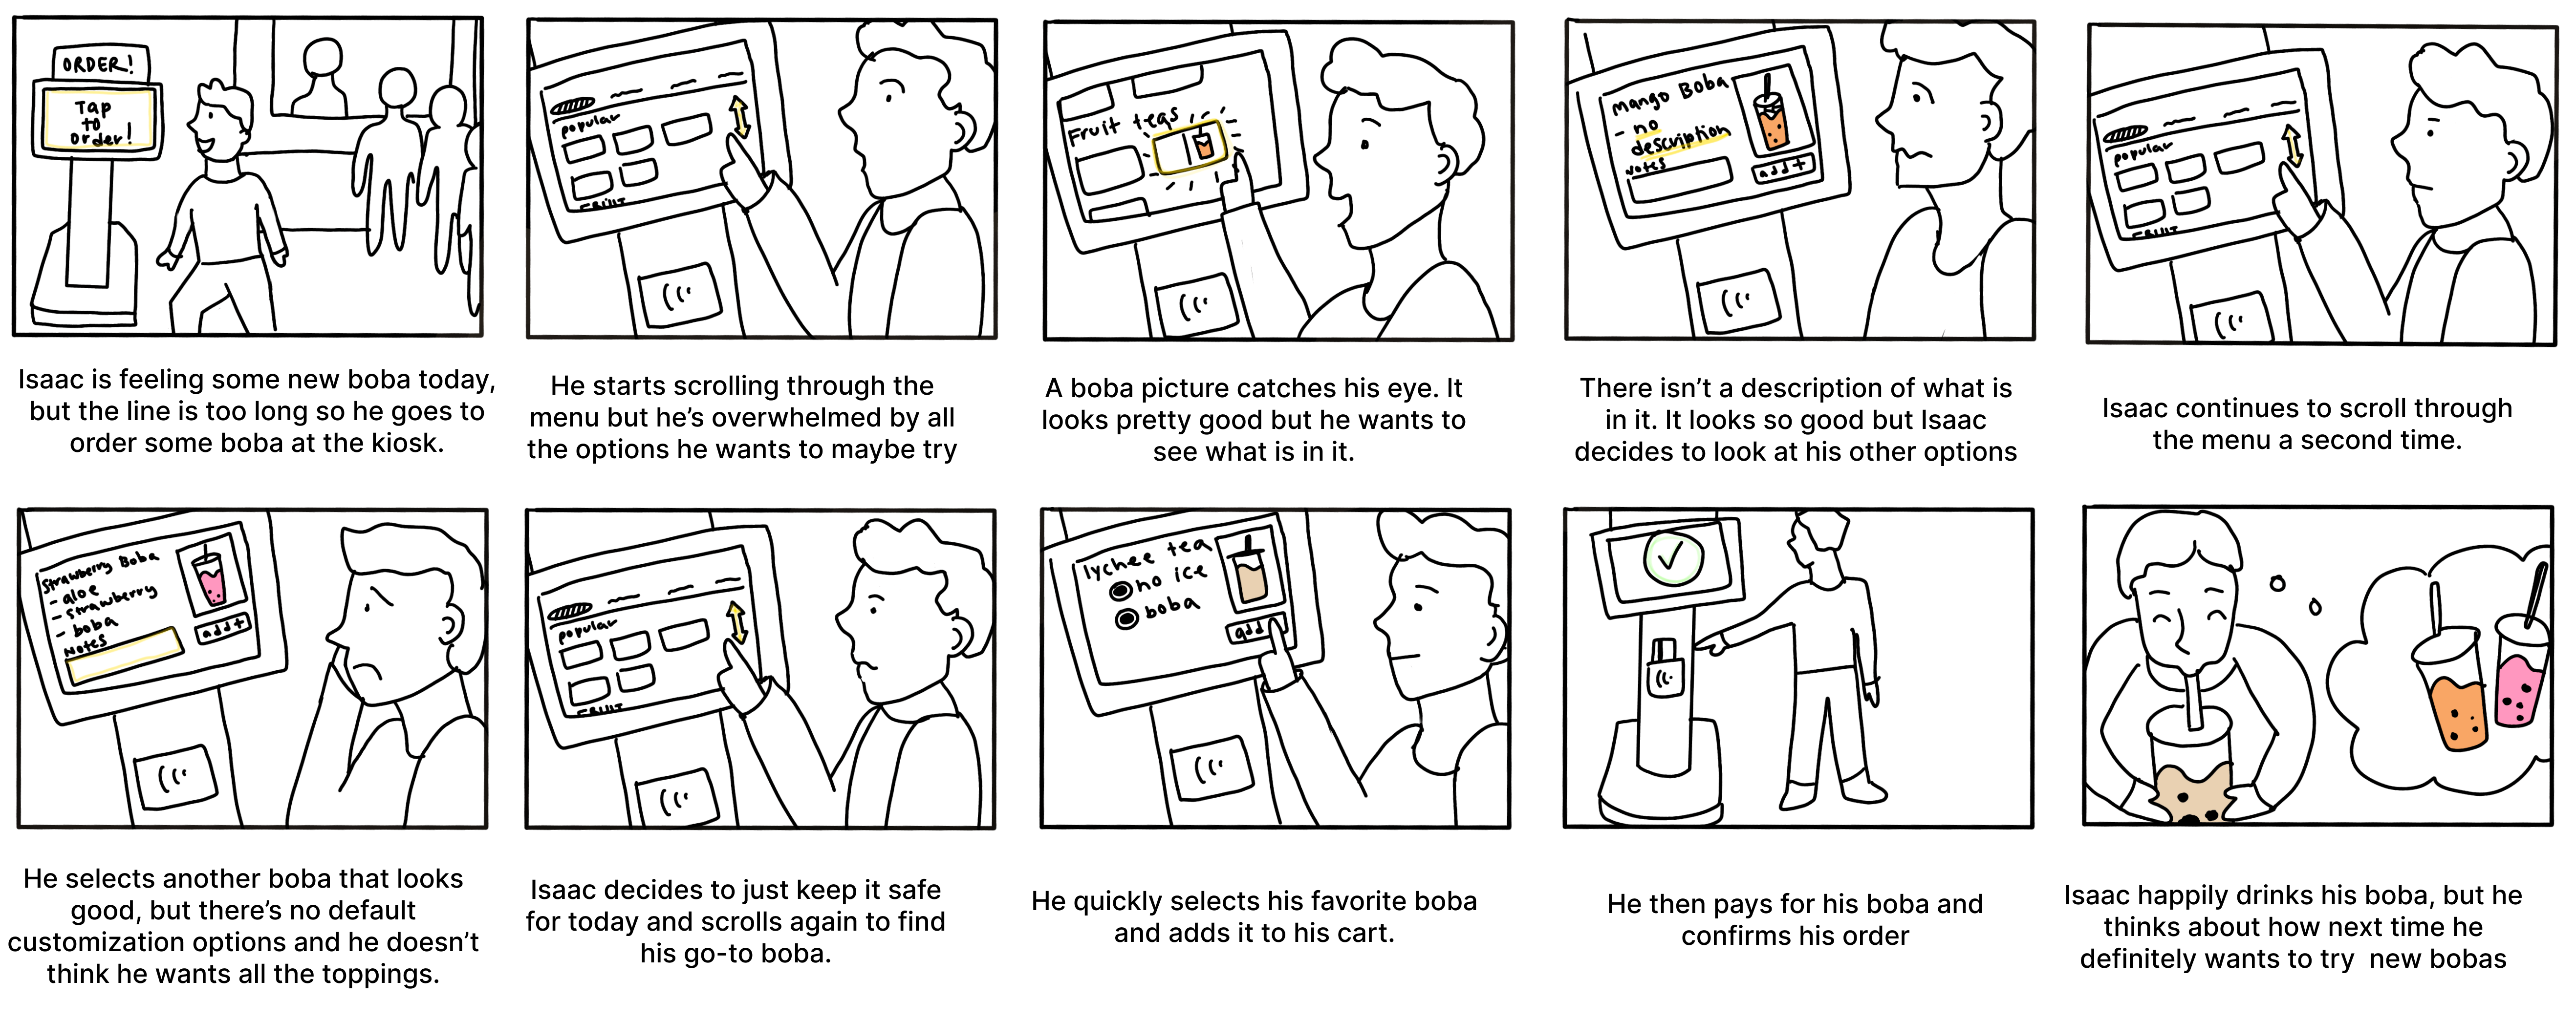 ORDER!
Tap
to
order!
Isaac is feeling some new boba today,
but the line is too long so he goes to
order some boba at the kiosk.
popular
FRUIT
He starts scrolling through the
menu but he's overwhelmed by all
the options he wants to maybe try
Fruit teas
A boba picture catches his eye. It
looks pretty good but he wants to
see what is in it.
mango Boba
- no
description
notes
add+
There isn't a description of what is
in it. It looks so good but Isaac
decides to look at his other options
popular
FRUIT
Isaac continues to scroll through
the menu a second time.
Strawberry Boba
- aloe
- strawberry
- boba
Notes
add+
He selects another boba that looks
good, but there's no default
customization options and he doesn't
think he wants all the toppings.
popular
FRUIT
Isaac decides to just keep it safe
for today and scrolls again to find
his go-to boba.
lychee tea
no ice
boba
add
He quickly selects his favorite boba
and adds it to his cart.
He then pays for his boba and
confirms his order
Isaac happily drinks his boba, but he
thinks about how next time he
definitely wants to try  new bobas